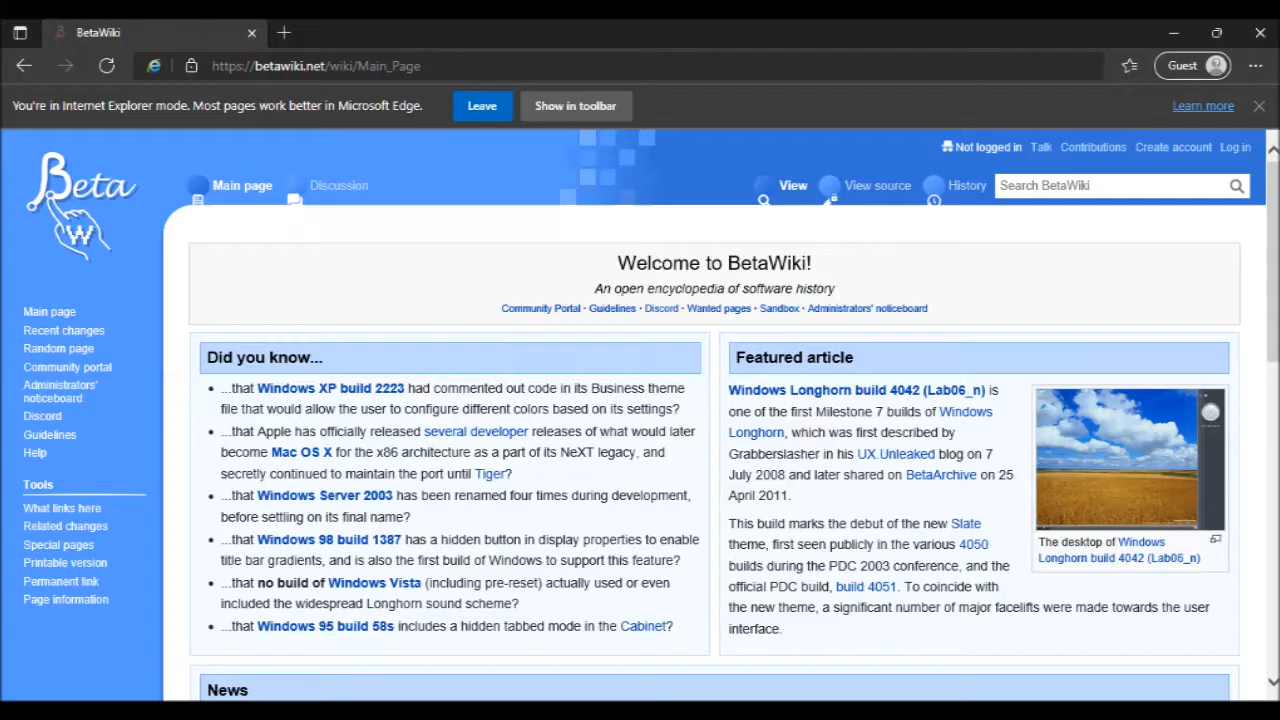 BetaWiki
https://betawiki.net/wiki/Main_Page
Guest
You're in Internet Explorer mode. Most pages work better in Microsoft Edge.
Leave
Show in toolbar
Learn more
Beta
W
Not logged in Talk Contributions Create account Log in
Main page Discussion View View source History Search BetaWiki
Main page
Recent changes
Random page
Community portal
Administrators'
noticeboard
Discord
Guidelines
Help
Tools
What links here
Related changes
Special pages
Printable version
Permanent link
Page information
Welcome to BetaWiki!
An open encyclopedia of software history
Community Portal · Guidelines · Discord · Wanted pages · Sandbox · Administrators' noticeboard
Did you know...
...that Windows XP build 2223 had commented out code in its Business theme
file that would allow the user to configure different colors based on its settings?
...that Apple has officially released several developer releases of what would later
become Mac OS X for the x86 architecture as a part of its NeXT legacy, and
secretly continued to maintain the port until Tiger?
...that Windows Server 2003 has been renamed four times during development,
before settling on its final name?
...that Windows 98 build 1387 has a hidden button in display properties to enable
title bar gradients, and is also the first build of Windows to support this feature?
...that no build of Windows Vista (including pre-reset) actually used or even
included the widespread Longhorn sound scheme?
...that Windows 95 build 58s includes a hidden tabbed mode in the Cabinet?
Featured article
Windows Longhorn build 4042 (Lab06_n) is
one of the first Milestone 7 builds of Windows
Longhorn, which was first described by
Grabberslasher in his UX.Unleaked blog on 7
July 2008 and later shared on BetaArchive on 25
April 2011.
This build marks the debut of the new Slate
theme, first seen publicly in the various 4050
builds during the PDC 2003 conference, and the
official PDC build, build 4051. To coincide with
the new theme, a significant number of major facelifts were made towards the user
interface.
The desktop of Windows
Longhorn build 4042 (Lab06_n)
News